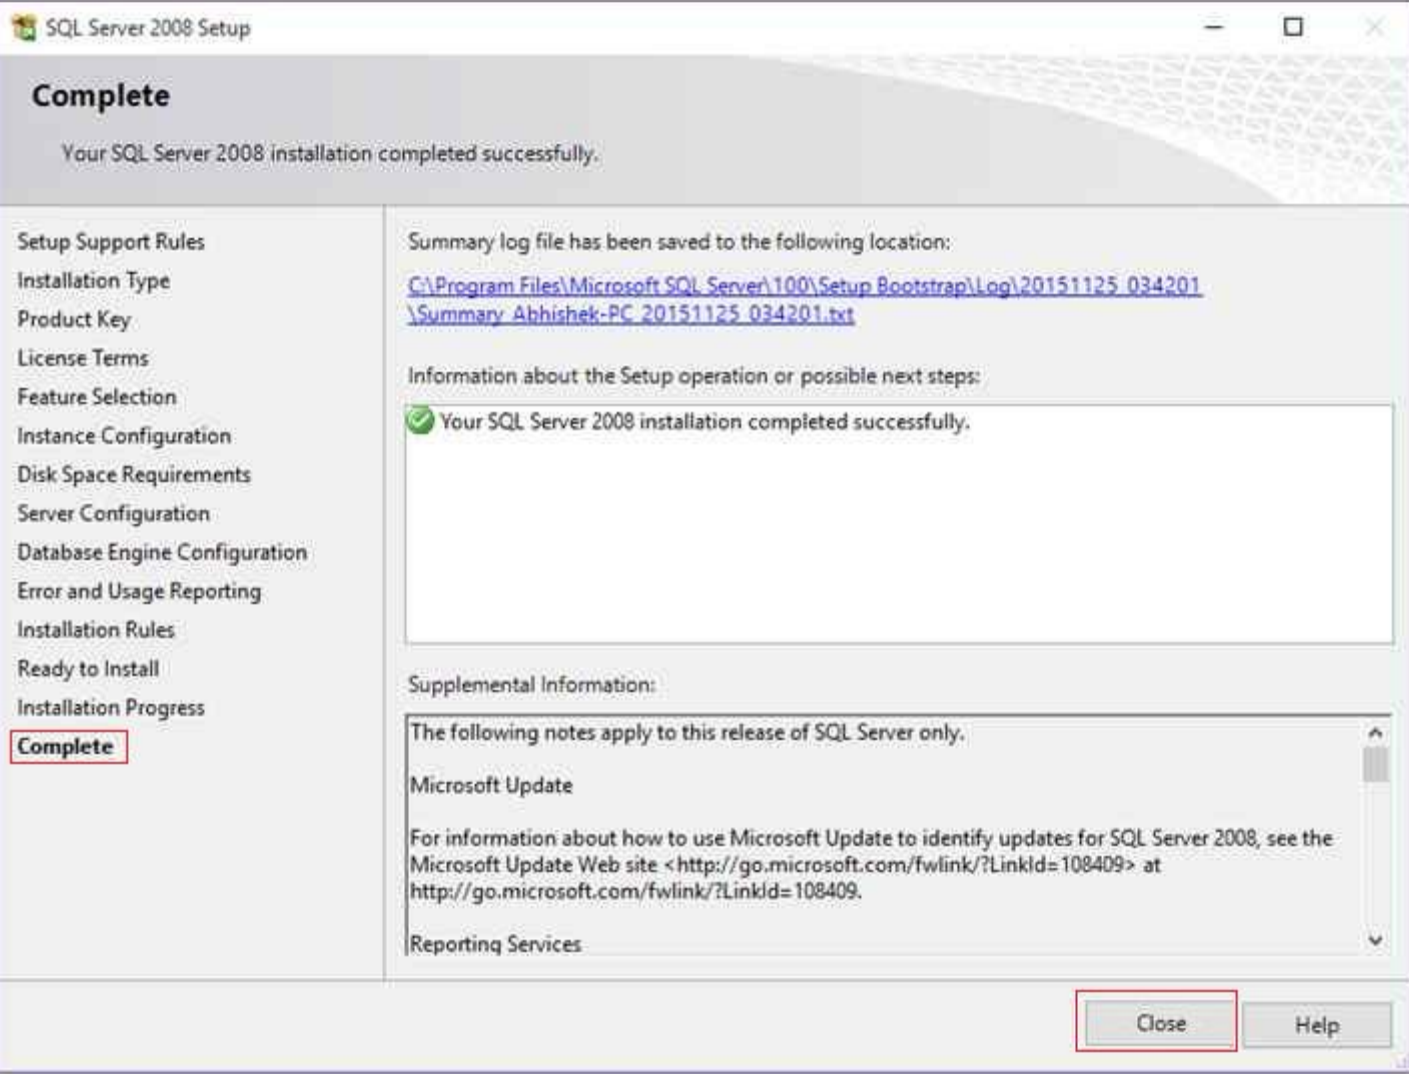 SQL Server 2008 Setup
Complete
Your SQL Server 2008 installation completed successfully.
Setup Support Rules
Installation Type
Product Key
License Terms
Feature Selection
Instance Configuration
Disk Space Requirements
Server Configuration
Database Engine Configuration
Error and Usage Reporting
Installation Rules
Ready to Install
Installation Progress
Complete
Summary log file has been saved to the following location:
C:\Program Files\Microsoft SQL Server\100\Setup Bootstrap\Log\20151125_034201
\Summary_Abhishek-PC_20151125_034201.txt
Information about the Setup operation or possible next steps:
Your SQL Server 2008 installation completed successfully.
Supplemental Information:
The following notes apply to this release of SQL Server only.
Microsoft Update
For information about how to use Microsoft Update to identify updates for SQL Server 2008, see the
Microsoft Update Web site <http://go.microsoft.com/fwlink/?LinkId=108409> at
http://go.microsoft.com/fwlink/?LinkId=108409.
Reporting Services
Close
Help